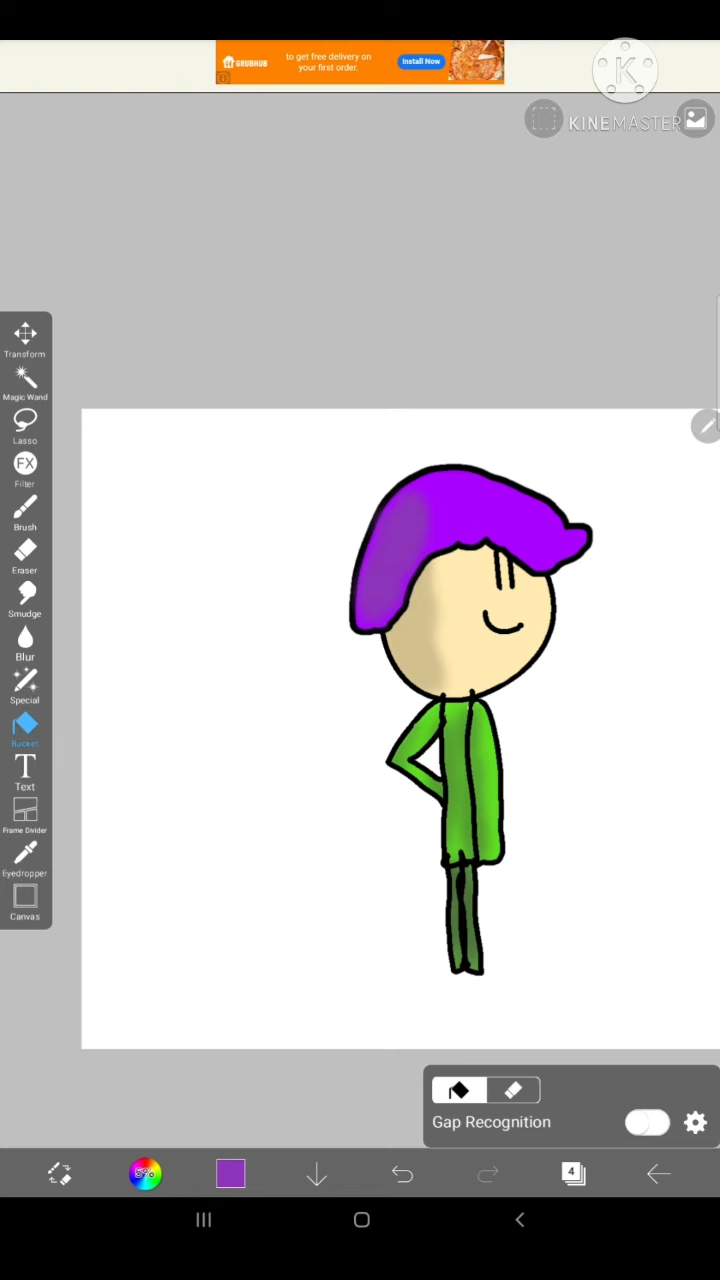 GRUBHUB
to get free delivery on
your first order.
Install Now
K
KINEMASTER
Transform
Magic Wand
Lasso
FX
Filter
Brush
Eraser
Smudge
Blur
Special
Bucket
T
Text
Frame Divider
Eyedropper
Canvas
Gap Recognition
4